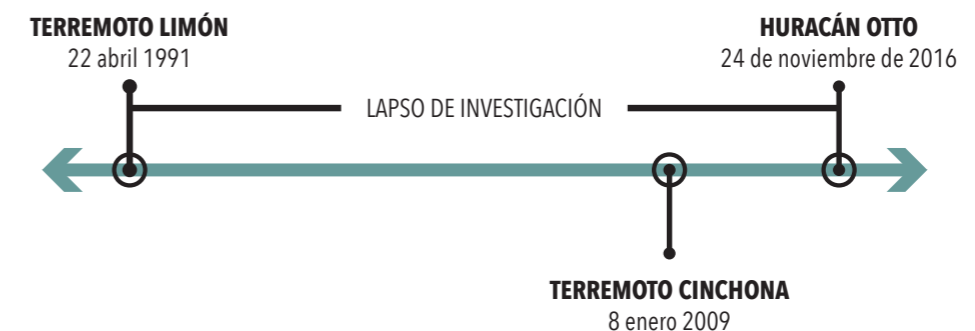 TERREMOTO LIMÓN
22 abril 1991
HURACÁN OTTO
24 de noviembre de 2016
LAPSO DE INVESTIGACIÓN
TERREMOTO CINCHONA
8 enero 2009